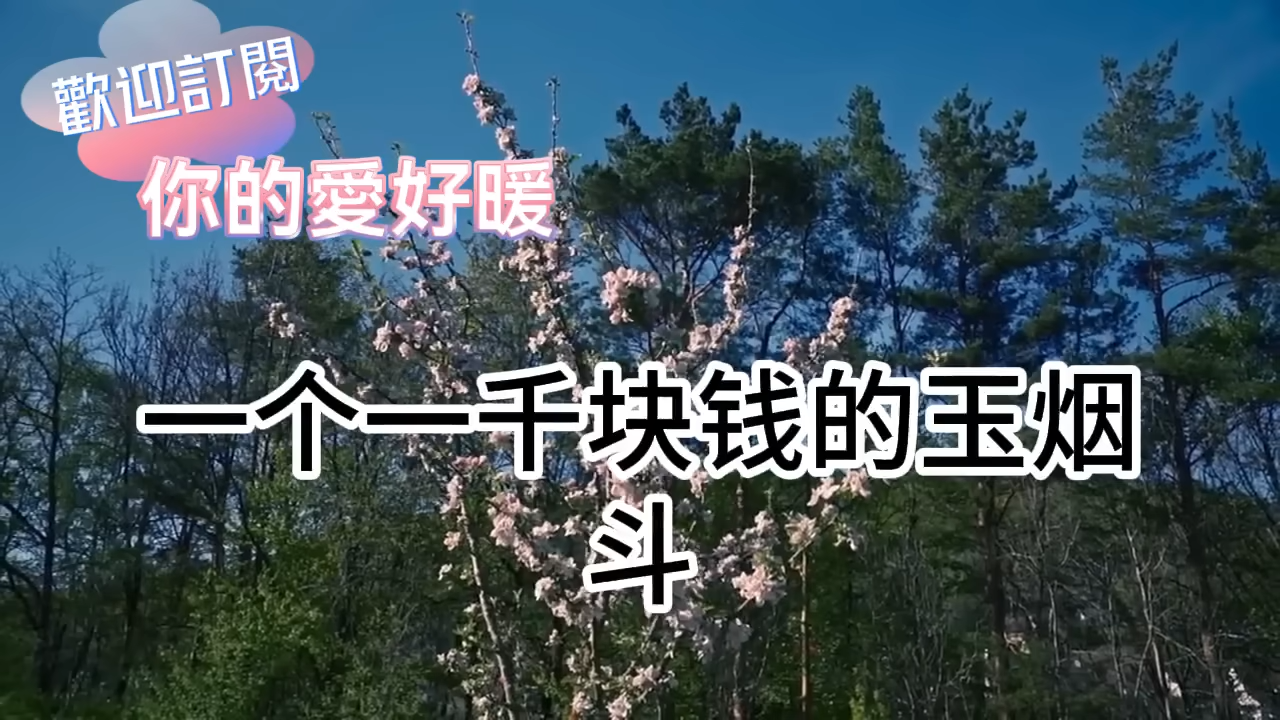 歡迎訂閱
你的愛好暖
一个一千块钱的玉烟
斗